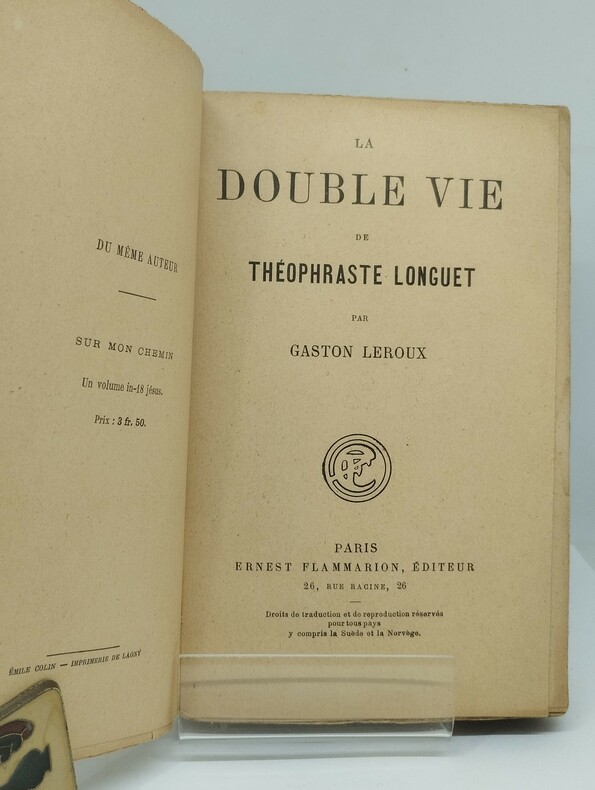 DU MÊME AUTEUR
SUR MON CHEMIN
Un volume in-18 jésus.
Prix : 3 fr. 50.
ÉMILE COLIN — IMPRIMERIE DE LAGNY
LA
DOUBLE VIE
DE
THÉOPHRASTE LONGUET
PAR
GASTON LEROUX
PARIS
ERNEST FLAMMARION, ÉDITEUR
26, RUE RACINE, 26
Droits de traduction et de reproduction réservés
pour tous pays
y compris la Suède et la Norvège.